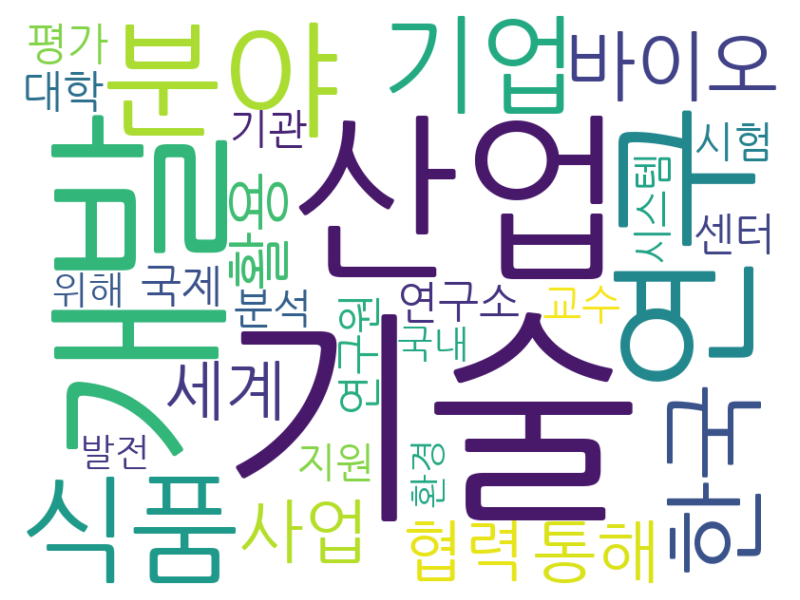 평가
분야
기업
바이오
대학
기관
산업
연구
시험
개발
활용
시스템
센터
위해
국제
분석
연구원
연구소
교수
국내
기술
세계
한국
발전
지원
환경
식품
사업
협력
통해